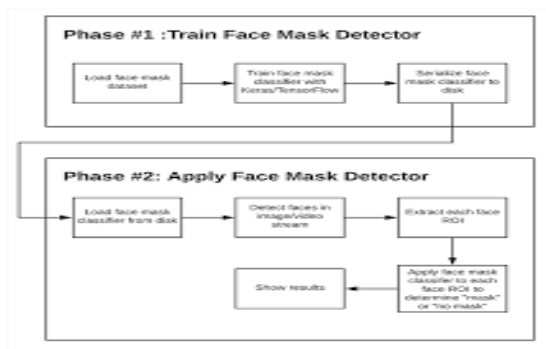 Phase #1 :Train Face Mask Detector
Load face mask
dataset
Train face mask
classifier with
Keras/TensorFlow
Serialize face
mask classifier to
disk
Phase #2: Apply Face Mask Detector
Load face mask
classifier from disk
Detect faces in
image/video
stream
Extract each face
ROI
Apply face mask
classifer to each
face ROI to
determine "mask"
or "no mask"
Show results